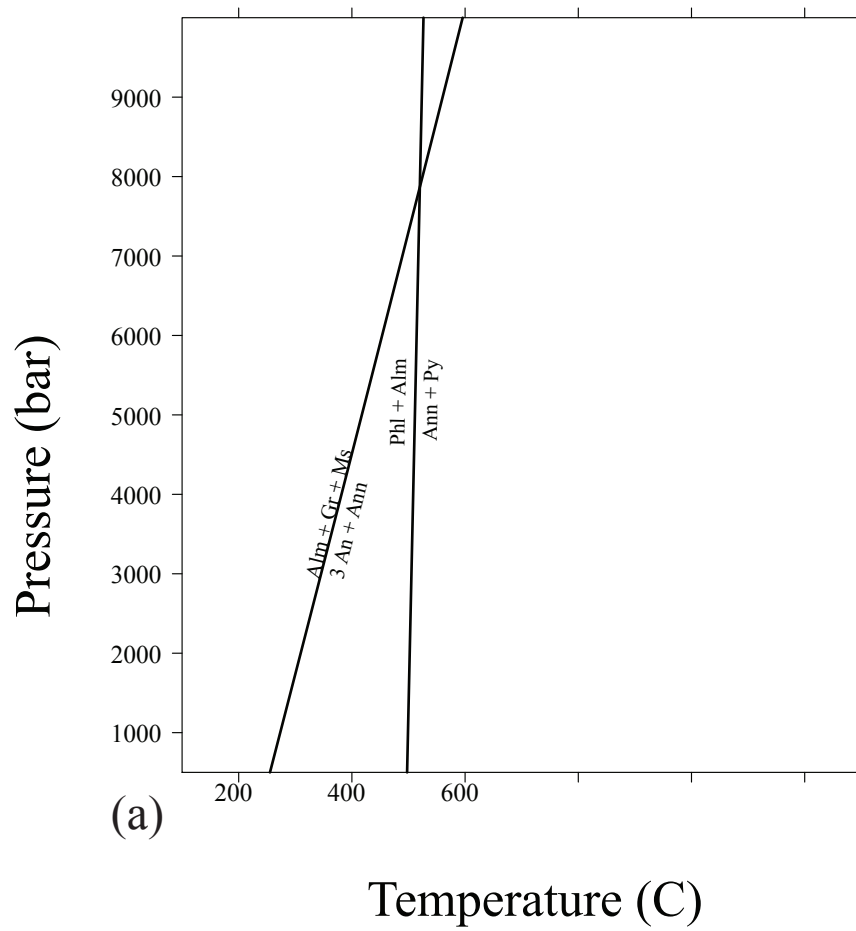 9000
8000
7000
6000
5000
4000
3000
2000
1000
Pressure (bar)
Phl + Alm
Ann + Py
Alm + Gr + Ms
3 An + Ann
200 400 600
(a)
Temperature (C)